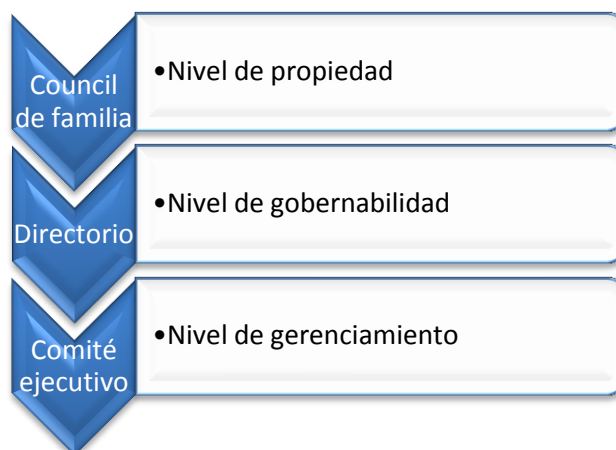 Council
de familia
•Nivel de propiedad
Directorio
•Nivel de gobernabilidad
Comité
ejecutivo
•Nivel de gerenciamiento